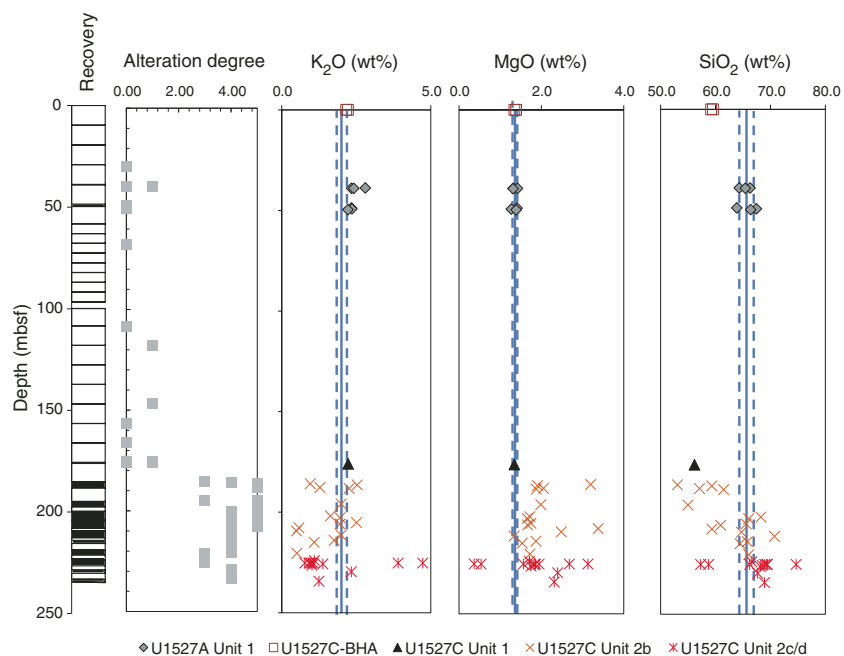 Recovery
Alteration degree
K2O (wt%)
MgO (wt%)
SiO2 (wt%)
0.00 2.00 4.00
0.0 5.0
0.0 2.0 4.0
50.0 60.0 70.0 80.0
Depth (mbsf)
0
50
100
150
200
250
U1527A Unit 1 U1527C-BHA U1527C Unit 1 U1527C Unit 2b U1527C Unit 2c/d